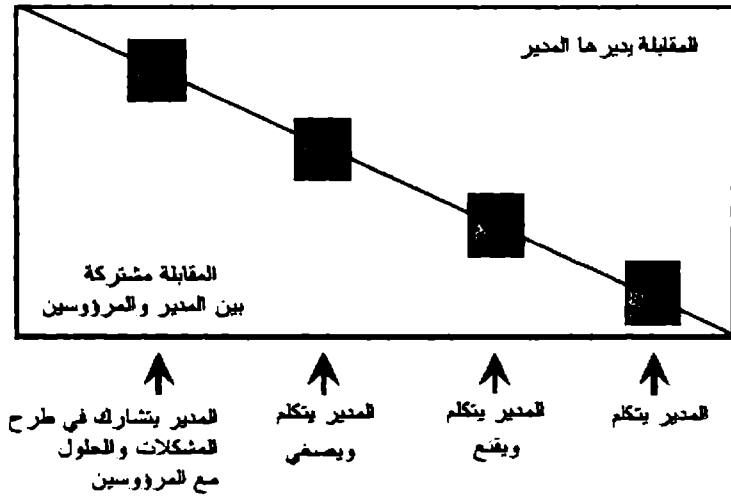 المقابلة يديرها المدير
المقابلة مشتركة
بين المدير والمرؤوسين
المدير يتكلم
المدير يتكلم
ويقنع
المدير يتكلم
ويصغي
المدير يتشارك في طرح
المشكلات والحلول
مع المرؤوسين